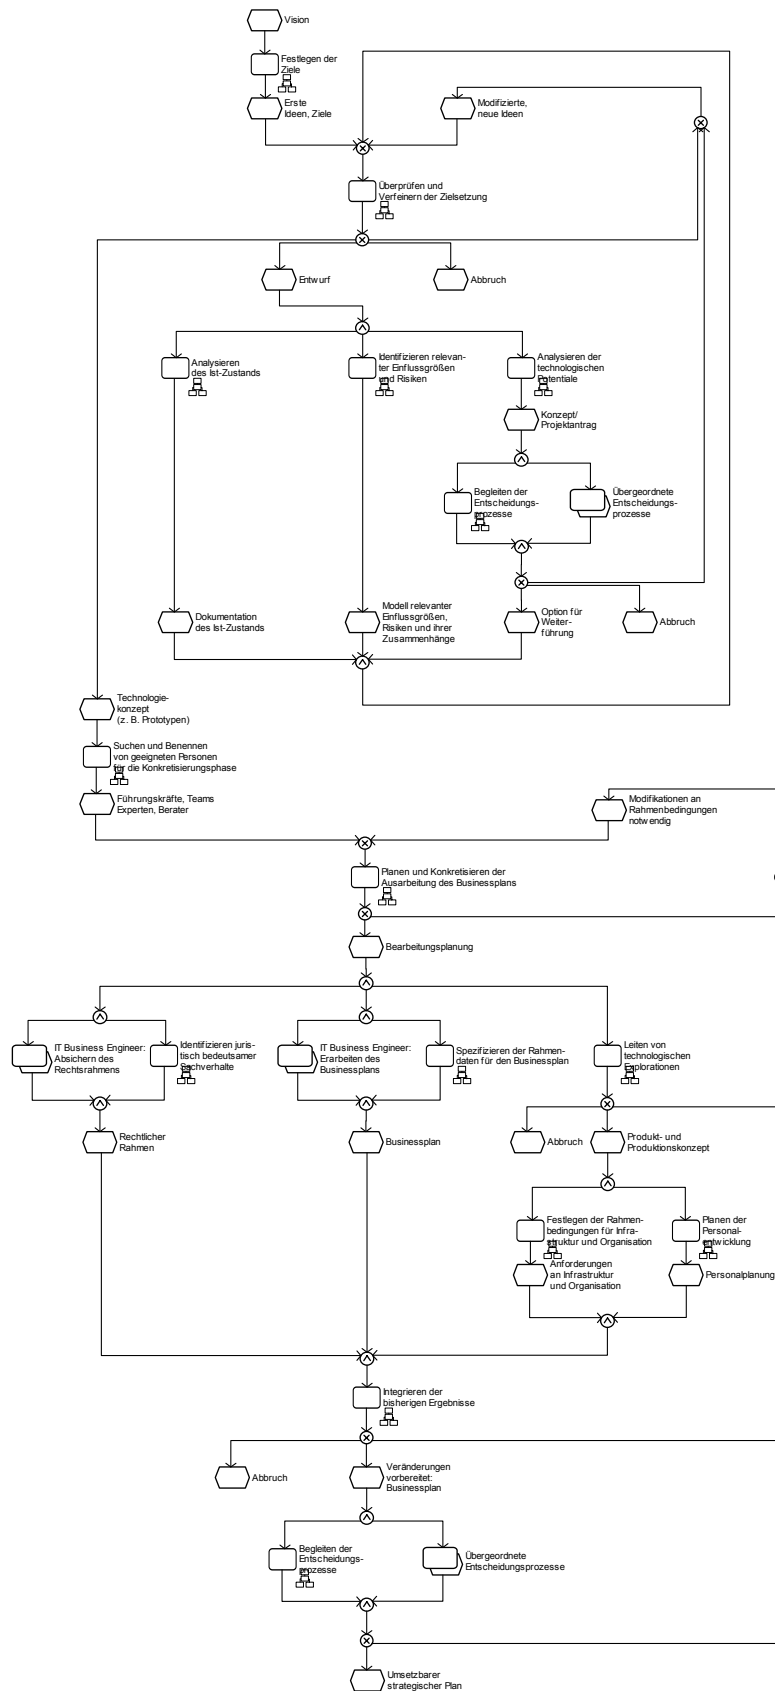 Vision
Festlegen der
Ziele
Erste
Ideen, Ziele
Modifizierte,
neue Ideen
Überprüfen und
Verfeinern der Zielsetzung
Entwurf
Abbruch
Analysieren
des Ist-Zustands
Identifizieren relevan-
ter Einflussgrößen
und Risiken
Analysieren der
technologischen
Potentiale
Konzept/
Projektantrag
Begleiten der
Entscheidungs-
prozesse
Übergeordnete
Entscheidungs-
prozesse
Dokumentation
des Ist-Zustands
Modell relevanter
Einflussgrößen,
Risiken und ihrer
Zusammenhänge
Option für
Weiter-
führung
Abbruch
Technologie-
konzept
(z. B. Prototypen)
Suchen und Benennen
von geeigneten Personen
für die Konkretisierungsphase
Führungskräfte, Teams
Experten, Berater
Modifikationen an
Rahmenbedingungen
notwendig
Planen und Konkretisieren der
Ausarbeitung des Businessplans
Bearbeitungsplanung
IT Business Engineer:
Absichern des
Rechtsrahmens
Identifizieren juris-
tisch bedeutsamer
Sachverhalte
IT Business Engineer:
Erarbeiten des
Businessplans
Spezifizieren der Rahmen-
daten für den Businessplan
Leiten von
technologischen
Explorationen
Rechtlicher
Rahmen
Businessplan
Abbruch
Produkt- und
Produktionskonzept
Festlegen der Rahmen-
bedingungen für Infra-
struktur und Organisation
Planen der
Personal-
entwicklung
Anforderungen
an Infrastruktur
und Organisation
Personalplanung
Integrieren der
bisherigen Ergebnisse
Abbruch
Veränderungen
vorbereitet:
Businessplan
Begleiten der
Entscheidungs-
prozesse
Übergeordnete
Entscheidungsprozesse
Umsetzbarer
strategischer Plan